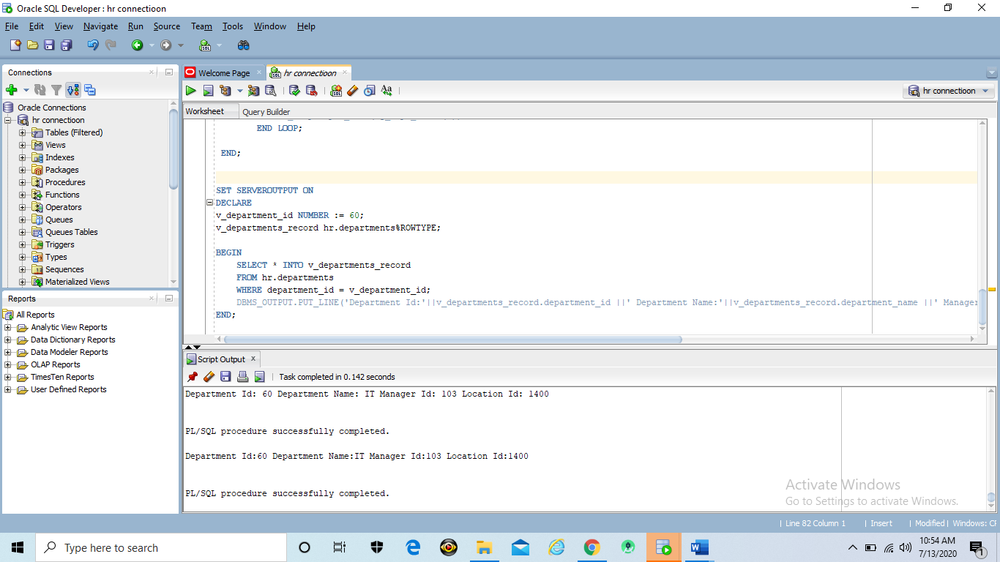 Oracle SQL Developer : hr connectioon
File Edit View Navigate Run Source Team Tools Window Help
Connections
Oracle Connections
hr connectioon
Tables (Filtered)
Views
Indexes
Packages
Procedures
Functions
Operators
Queues
Queues Tables
Triggers
Types
Sequences
Materialized Views
Reports
All Reports
Analytic View Reports
Data Dictionary Reports
Data Modeler Reports
OLAP Reports
TimesTen Reports
User Defined Reports
Welcome Page hr connectioon
hr connectioon
Worksheet Query Builder
END LOOP;
END;
SET SERVEROUTPUT ON
DECLARE
v_department_id NUMBER := 60;
v_departments_record hr.departments%ROWTYPE;
BEGIN
SELECT * INTO v_departments_record
FROM hr.departments
WHERE department_id = v_department_id;
DBMS_OUTPUT.PUT_LINE('Department Id:'||v_departments_record.department_id ||' Department Name:'||v_departments_record.department_name ||' Manager
END;
Script Output
Task completed in 0.142 seconds
Department Id: 60 Department Name: IT Manager Id: 103 Location Id: 1400
PL/SQL procedure successfully completed.
Department Id:60 Department Name:IT Manager Id:103 Location Id:1400
PL/SQL procedure successfully completed.
Activate Windows
Go to Settings to activate Windows.
Line 82 Column 1 | Insert | Modified | Windows: CF
Type here to search
10:54 AM
7/13/2020
1